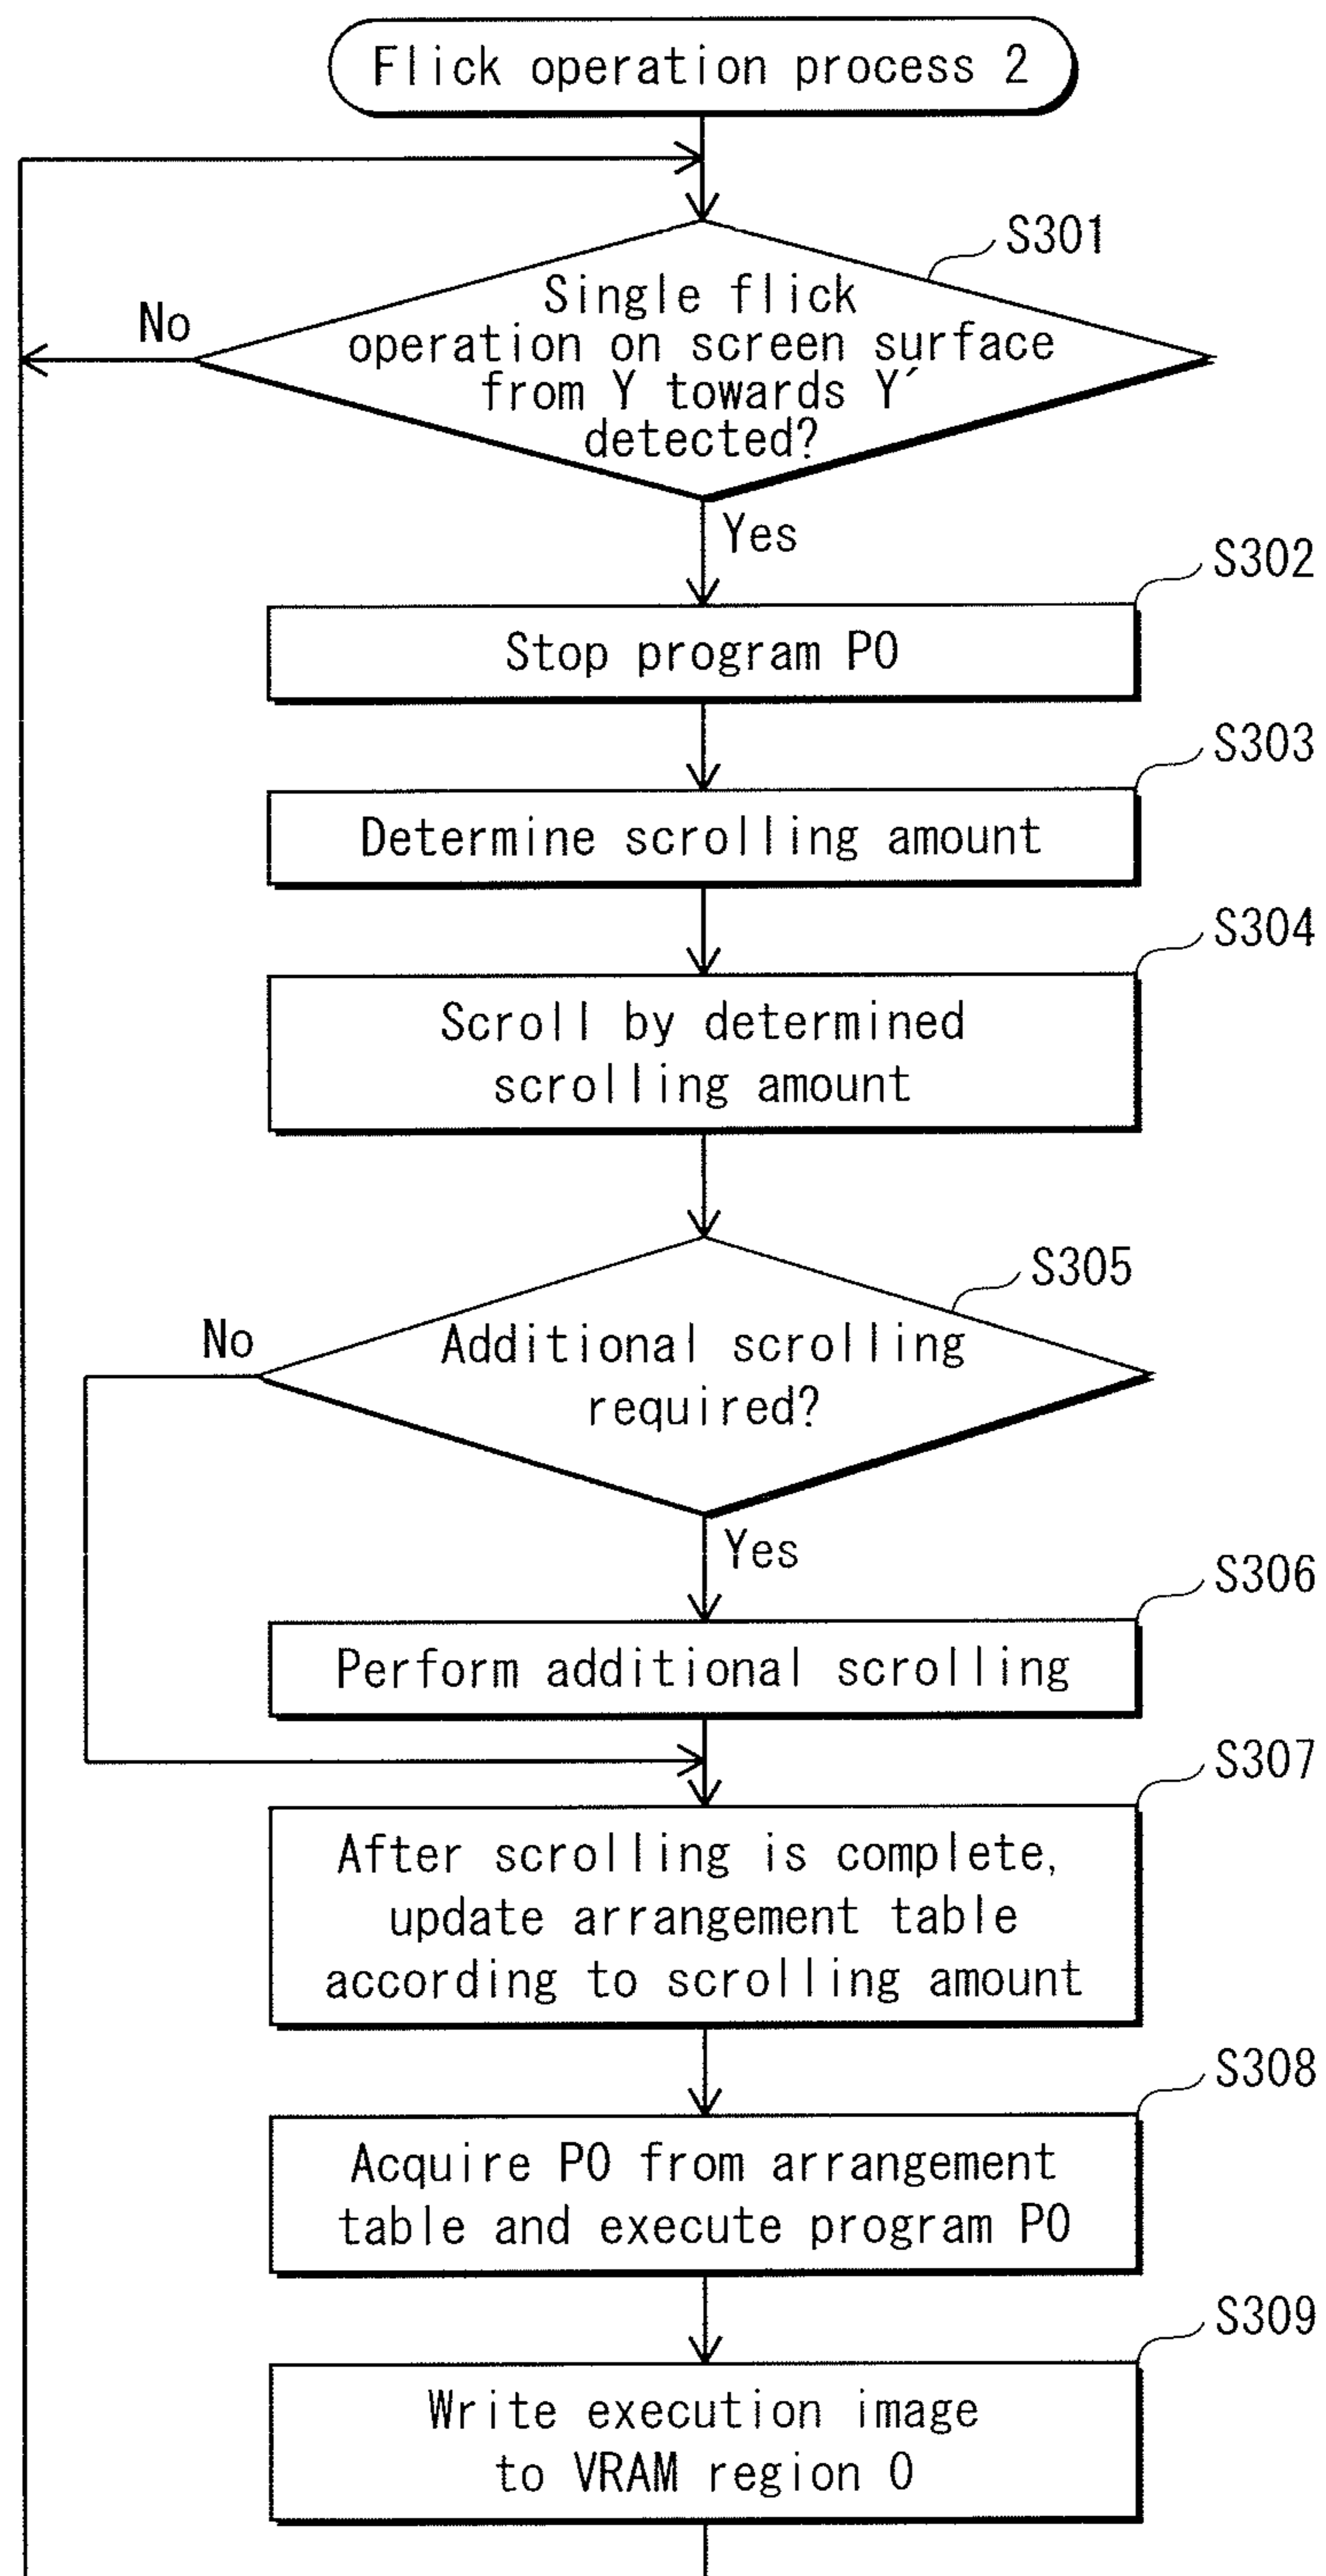 Flick operation process 2
S301
Single flick
operation on screen surface
from Y towards Y´
detected?
No
Yes
S302
Stop program P0
S303
Determine scrolling amount
S304
Scroll by determined
scrolling amount
S305
Additional scrolling
required?
No
Yes
S306
Perform additional scrolling
S307
After scrolling is complete,
update arrangement table
according to scrolling amount
S308
Acquire P0 from arrangement
table and execute program P0
S309
Write execution image
to VRAM region 0